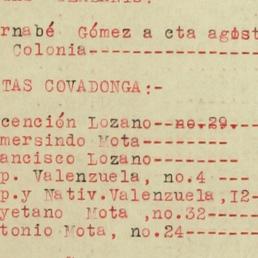 rnabé Gómez a cta agost
Colonia--------------
TAS COVADONGA:-
cención Lozano--no.29.----
mersindo Mota--------
ancisco Lozano-------
p. Valenzuela, no.4 ---
p.y Nativ.Valenzuela,12-
yetano Mota ,no.32-----
tonio Mota, no.24-------